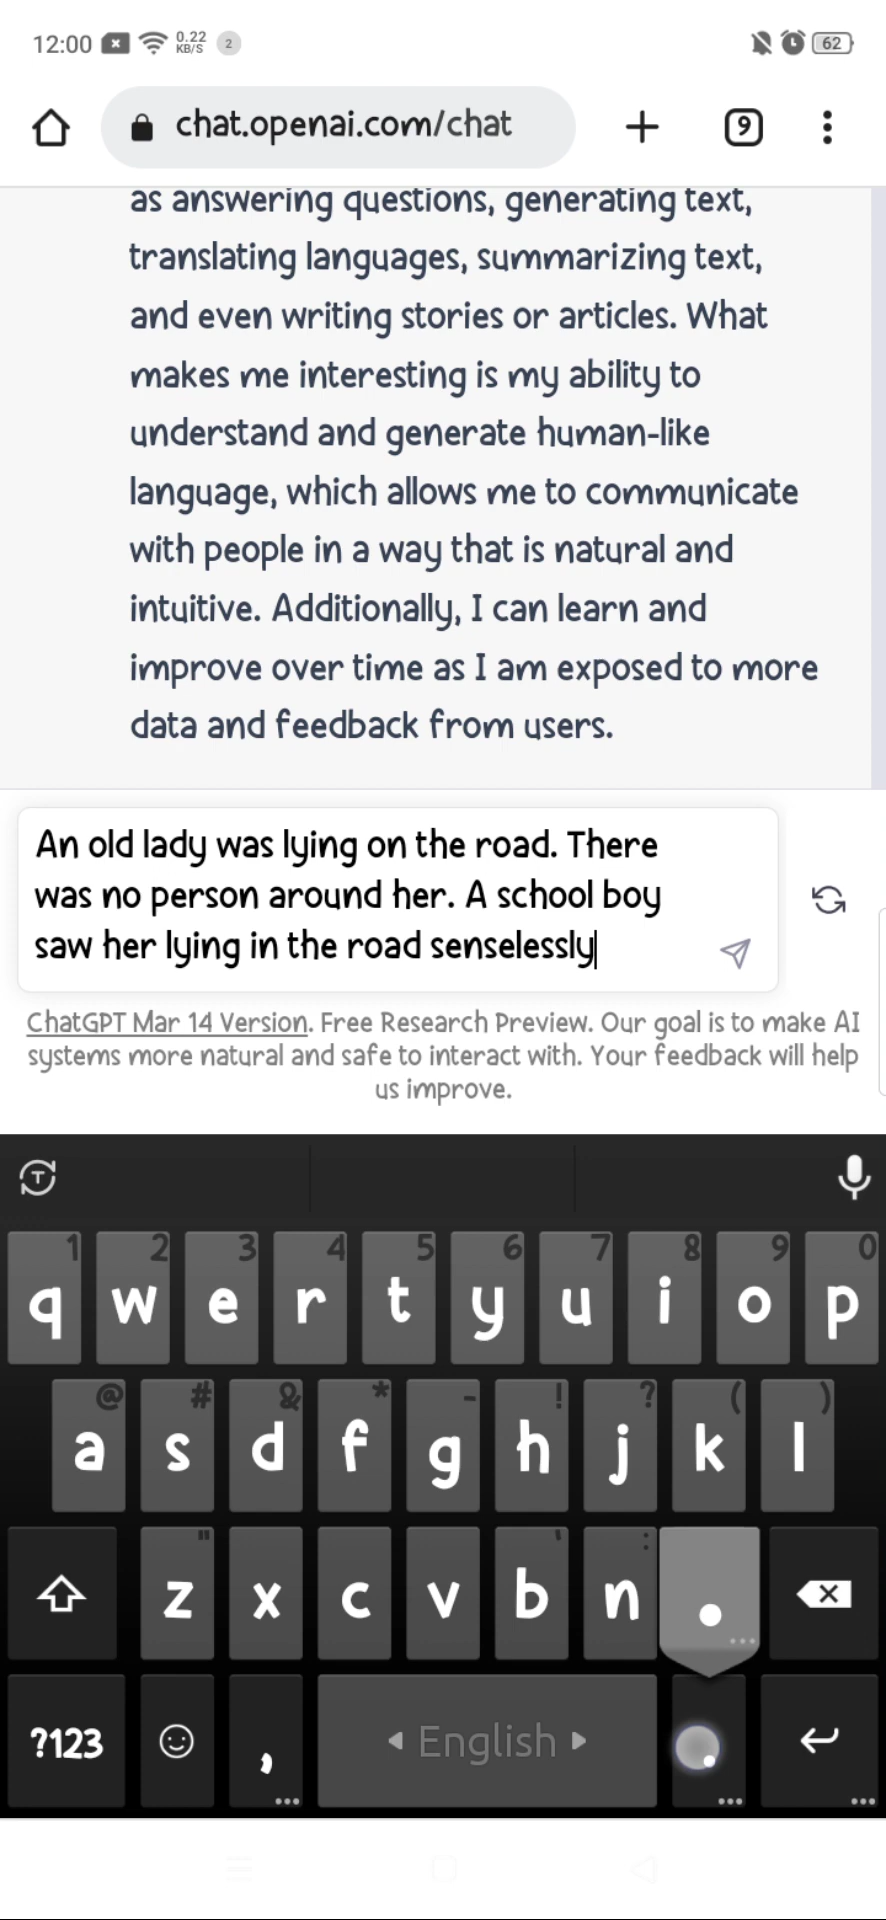 12:00 0.22 KB/S 2 62
chat.openai.com/chat 9
as answering questions, generating text,
translating languages, summarizing text,
and even writing stories or articles. What
makes me interesting is my ability to
understand and generate human-like
language, which allows me to communicate
with people in a way that is natural and
intuitive. Additionally, I can learn and
improve over time as I am exposed to more
data and feedback from users.
An old lady was lying on the road. There
was no person around her. A school boy
saw her lying in the road senselessly
ChatGPT Mar 14 Version. Free Research Preview. Our goal is to make AI
systems more natural and safe to interact with. Your feedback will help
us improve.
T
1 2 3 4 5 6 7 8 9 0
q w e r t y u i o p
@ # & * - ! ? ( )
a s d f g h j k l
" ' :
z x c v b n .
?123 , English .